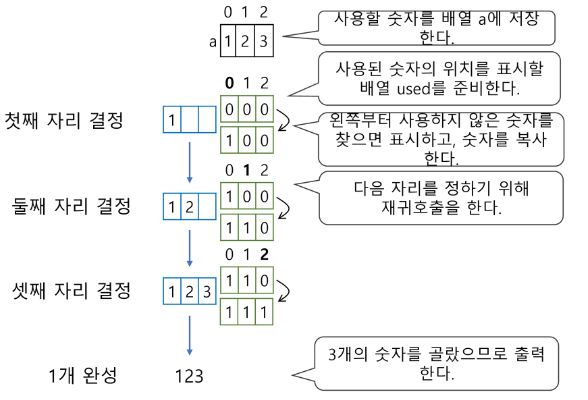 0 1 2
a 1 2 3
사용할 숫자를 배열 a에 저장
한다.
0 1 2
사용된 숫자의 위치를 표시할
배열 used를 준비한다.
첫째 자리 결정
1
0 0 0
1 0 0
왼쪽부터 사용하지 않은 숫자를
찾으면 표시하고, 숫자를 복사
한다.
0 1 2
둘째 자리 결정
1 2
1 0 0
1 1 0
다음 자리를 정하기 위해
재귀호출을 한다.
0 1 2
셋째 자리 결정
1 2 3
1 1 0
1 1 1
1개 완성
123
3개의 숫자를 골랐으므로 출력
한다.